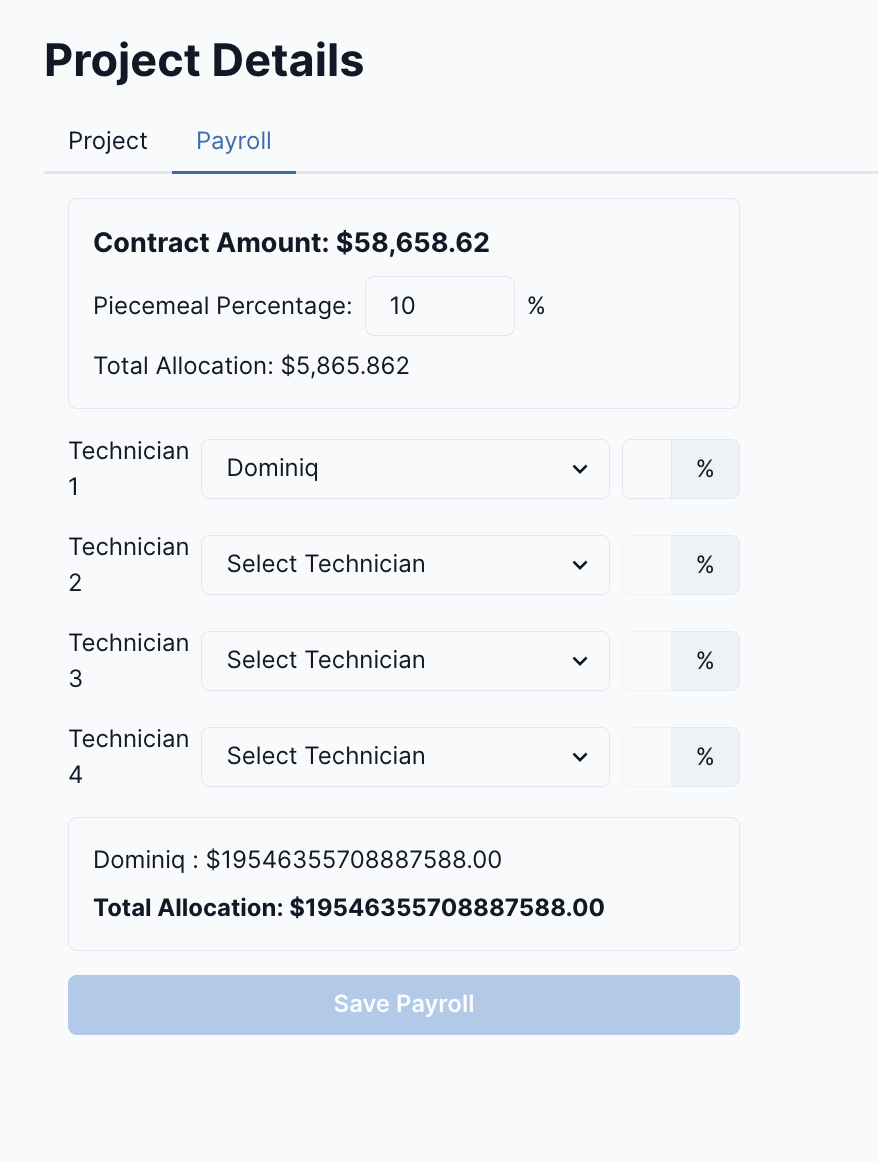 Project Details
Project Payroll
Contract Amount: $58,658.62
Piecemeal Percentage: 10 %
Total Allocation: $5,865.862
Technician 1 Dominiq %
Technician 2 Select Technician %
Technician 3 Select Technician %
Technician 4 Select Technician %
Dominiq : $19546355708887588.00
Total Allocation: $19546355708887588.00
Save Payroll